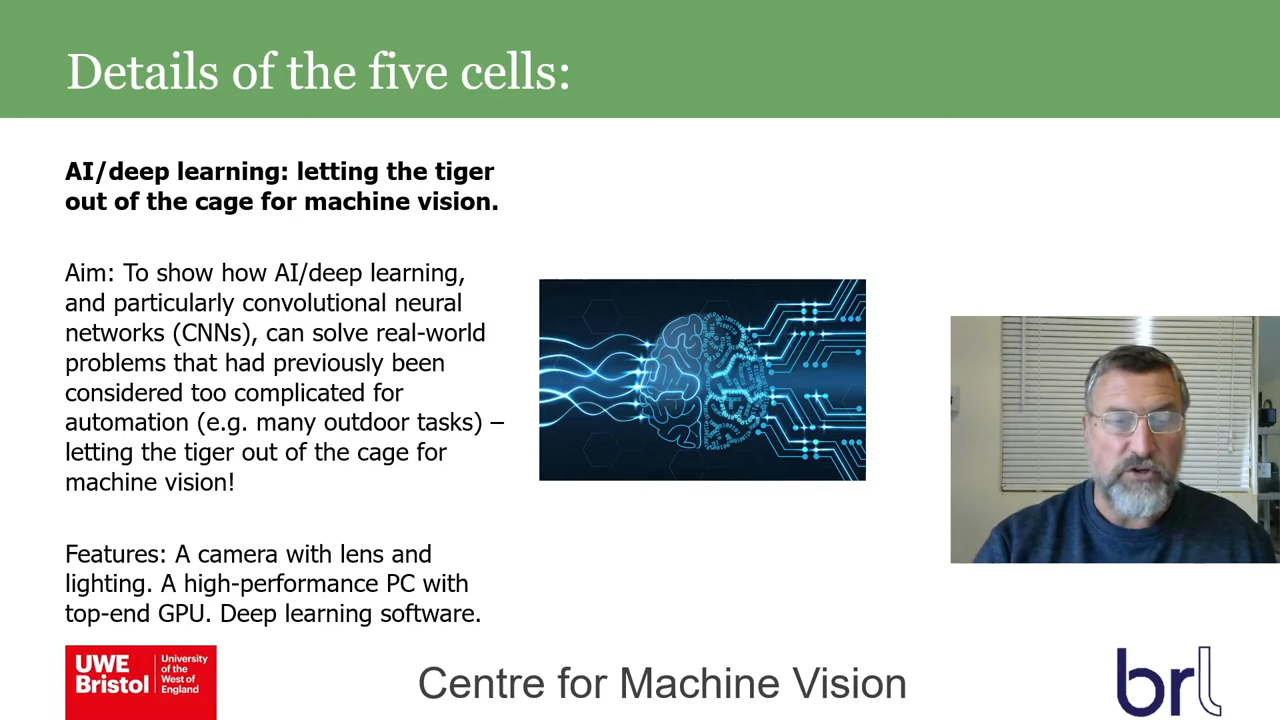 Details of the five cells:
AI/deep learning: letting the tiger
out of the cage for machine vision.
Aim: To show how AI/deep learning,
and particularly convolutional neural
networks (CNNs), can solve real-world
problems that had previously been
considered too complicated for
automation (e.g. many outdoor tasks) –
letting the tiger out of the cage for
machine vision!
Features: A camera with lens and
lighting. A high-performance PC with
top-end GPU. Deep learning software.
UWE
Bristol
University
of the
West of
England
Centre for Machine Vision
brl